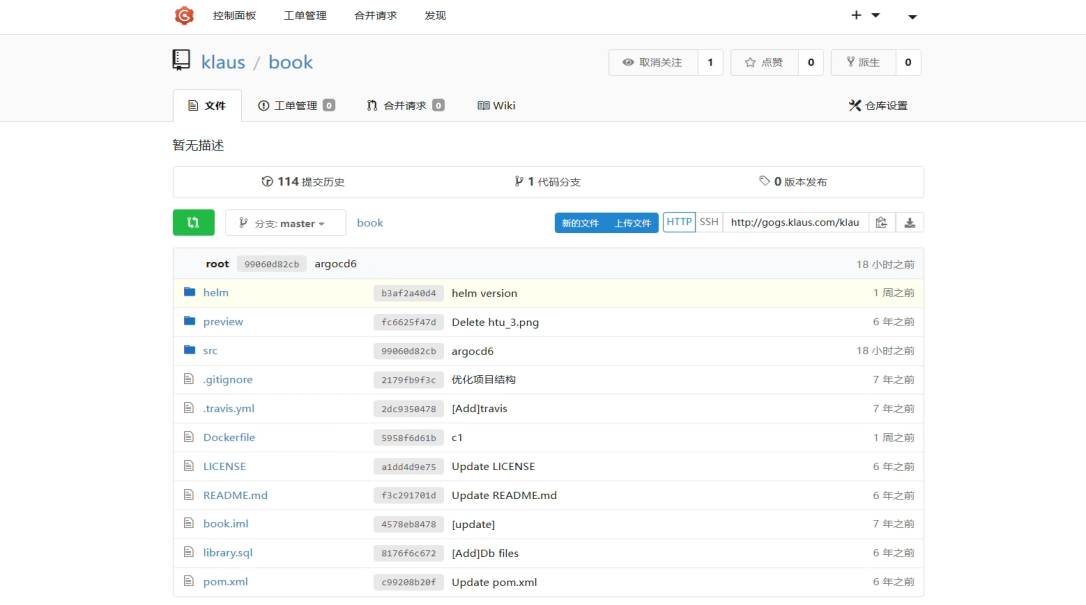 控制面板 工单管理 合并请求 发现
klaus / book 取消关注 1 点赞 0 派生 0
文件 工单管理 0 合并请求 0 Wiki 仓库设置
暂无描述
114 提交历史 1 代码分支 0 版本发布
分支: master book 新的文件 上传文件 HTTP SSH http://gogs.klaus.com/klau
root 99060d82cb argocd6 18 小时之前
helm b3af2a40d4 helm version 1 周之前
preview fc6625f47d Delete htu_3.png 6 年之前
src 99060d82cb argocd6 18 小时之前
.gitignore 2179fb9f3c 优化项目结构 7 年之前
.travis.yml 2dc9350478 [Add]travis 7 年之前
Dockerfile 5958f6d61b c1 1 周之前
LICENSE a1dd4d9e75 Update LICENSE 6 年之前
README.md f3c291701d Update README.md 6 年之前
book.iml 4578eb8478 [update] 7 年之前
library.sql 8176f6c672 [Add]Db files 6 年之前
pom.xml c99208b20f Update pom.xml 6 年之前